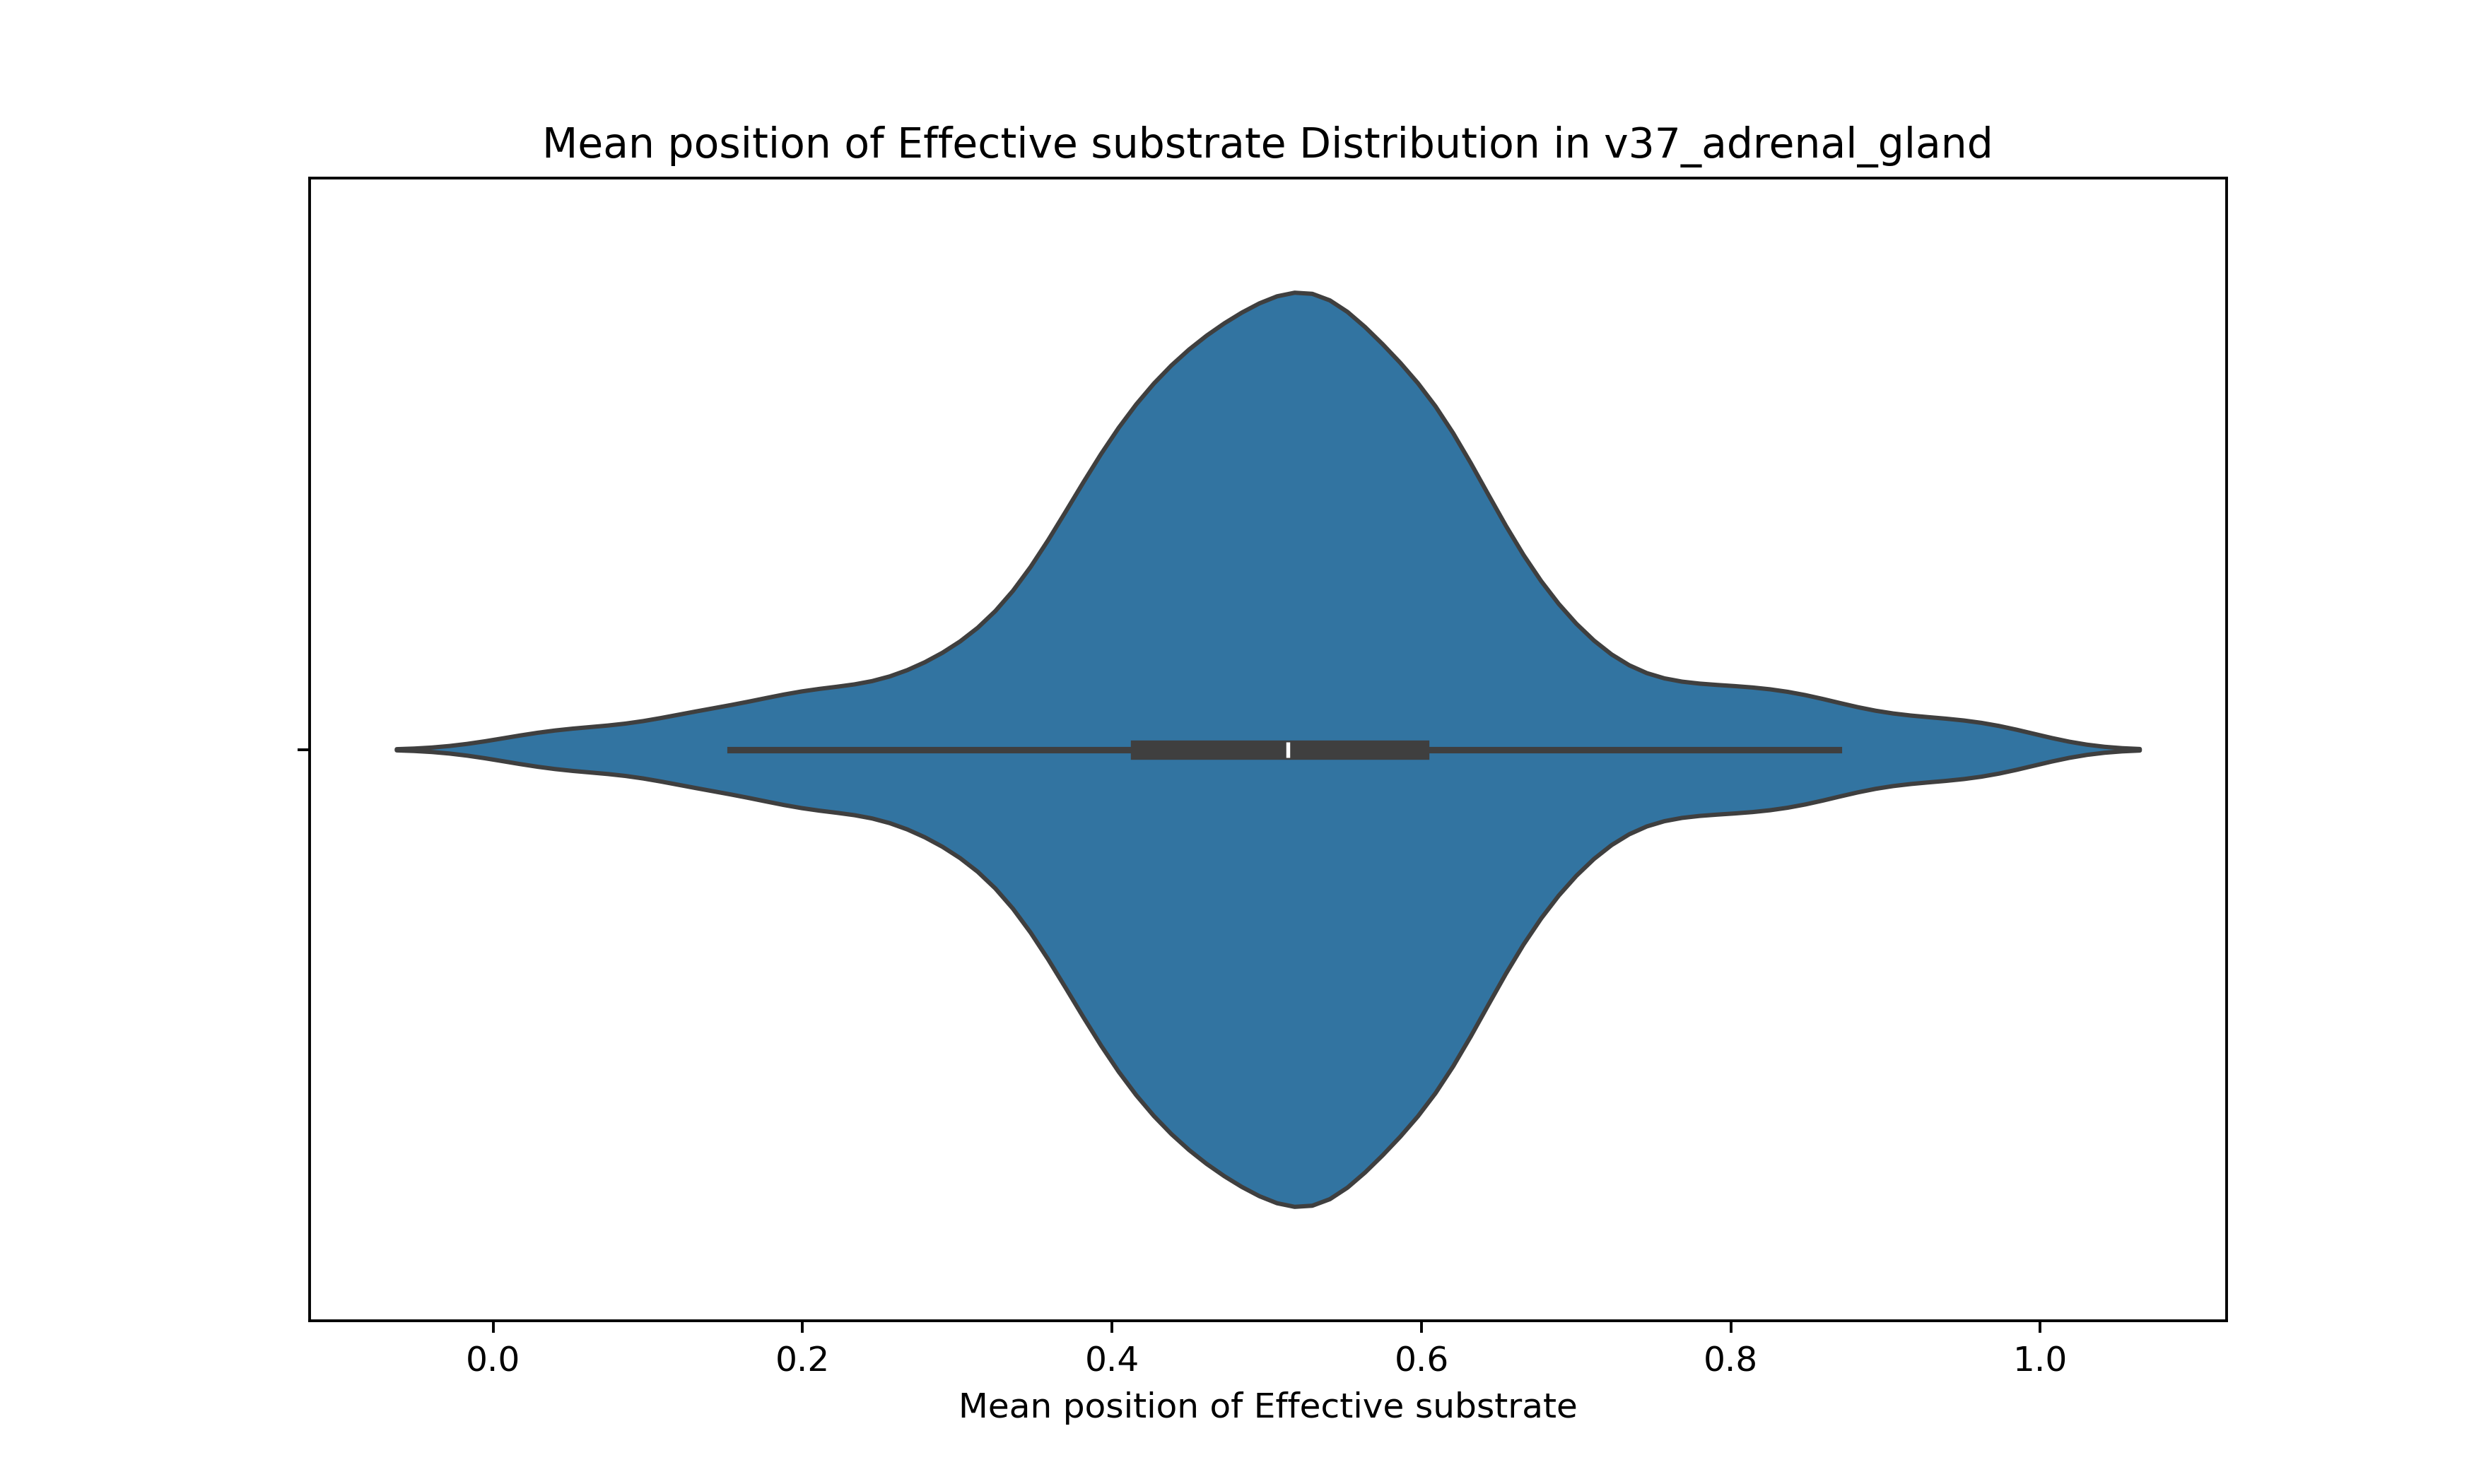 Mean position of Effective substrate Distribution in v37_adrenal_gland
0.0 0.2 0.4 0.6 0.8 1.0
Mean position of Effective substrate